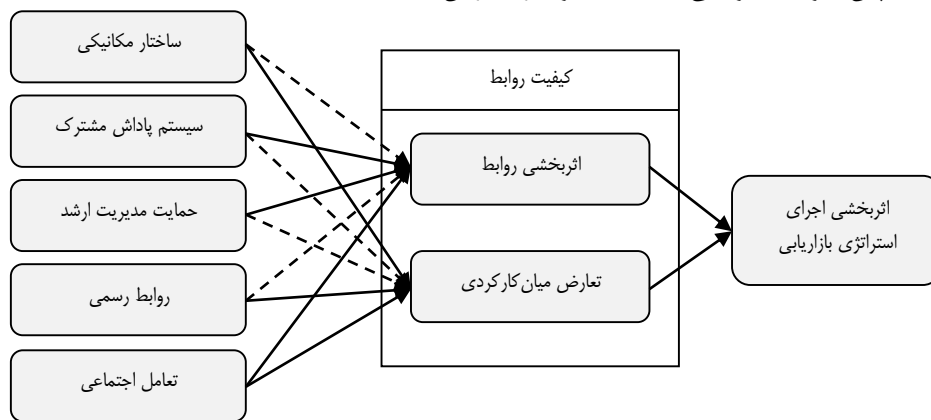 ساختار مکانیکی
سیستم پاداش مشترک
حمایت مدیریت ارشد
روابط رسمی
تعامل اجتماعی
کیفیت روابط
اثربخشی روابط
تعارض میان‌کارکردی
اثربخشی اجرای
استراتژی بازاریابی